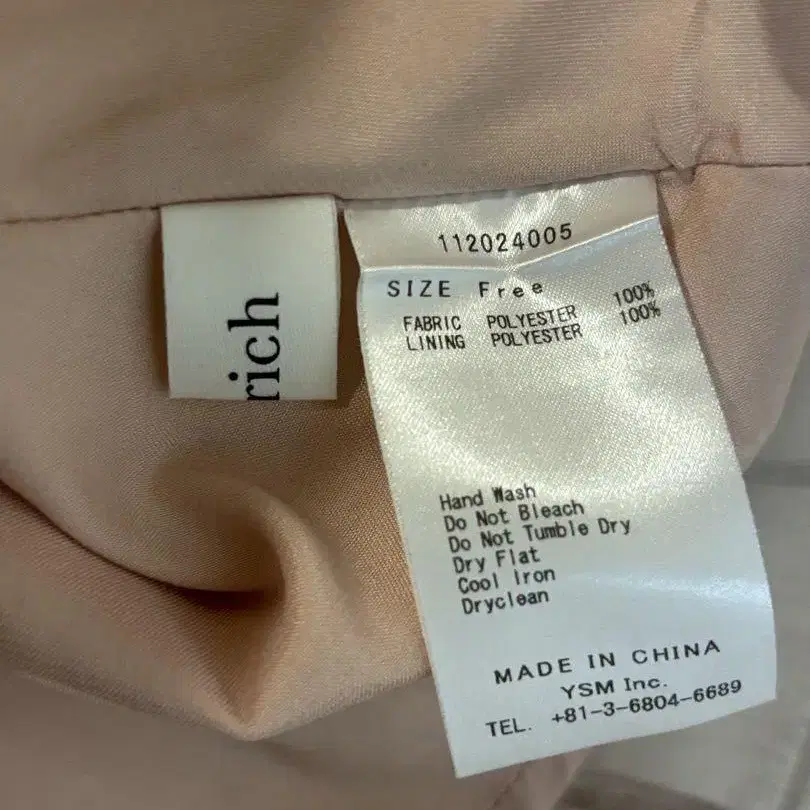 rich
112024005
SIZE Free
FABRIC POLYESTER 100%
LINING POLYESTER 100%
Hand Wash
Do Not Bleach
Do Not Tumble Dry
Dry Flat
Cool Iron
Dryclean
MADE IN CHINA
YSM Inc.
TEL. +81-3-6804-6689